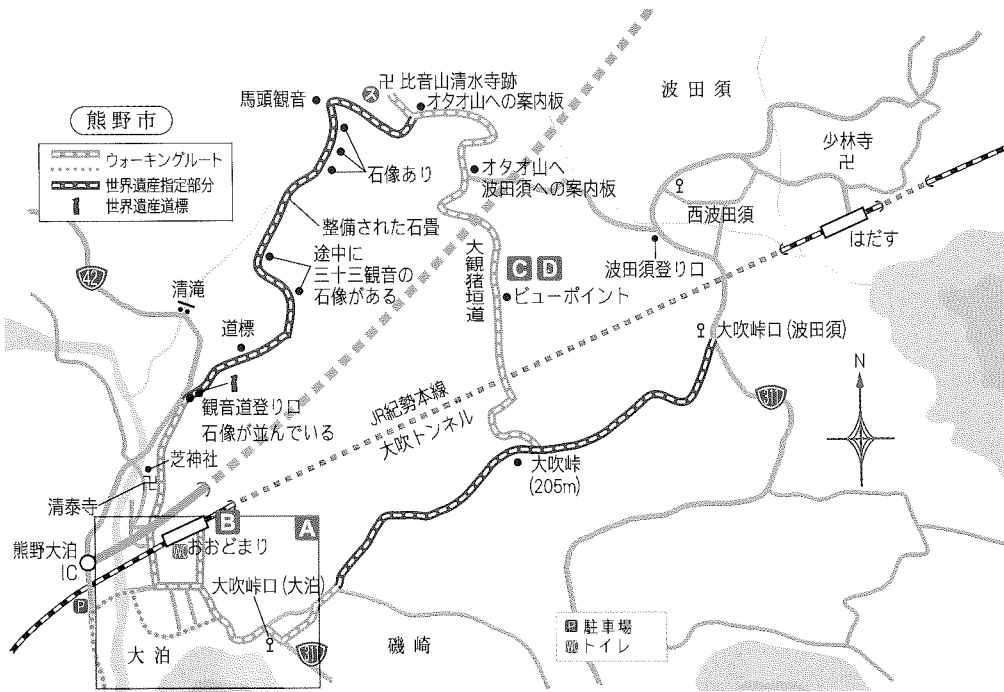 卍 比音山清水寺跡
ス
オタオ山への案内板
馬頭観音
波田須
熊野市
ウォーキングルート
世界遺産指定部分
世界遺産道標
石像あり
オタオ山へ
波田須への案内板
少林寺
卍
西波田須
はだす
整備された石畳
途中に
三十三観音の
石像がある
大観猪垣道
C D
ビューポイント
波田須登り口
42
清滝
道標
大吹峠口(波田須)
N
311
観音道登り口
石像が並んでいる
JR紀勢本線
大吹トンネル
芝神社
卍
清泰寺
大吹峠
(205m)
B
A
熊野大泊
IC
WC おおどまり
大吹峠口(大泊)
P
大泊
311
磯崎
P 駐車場
WC トイレ